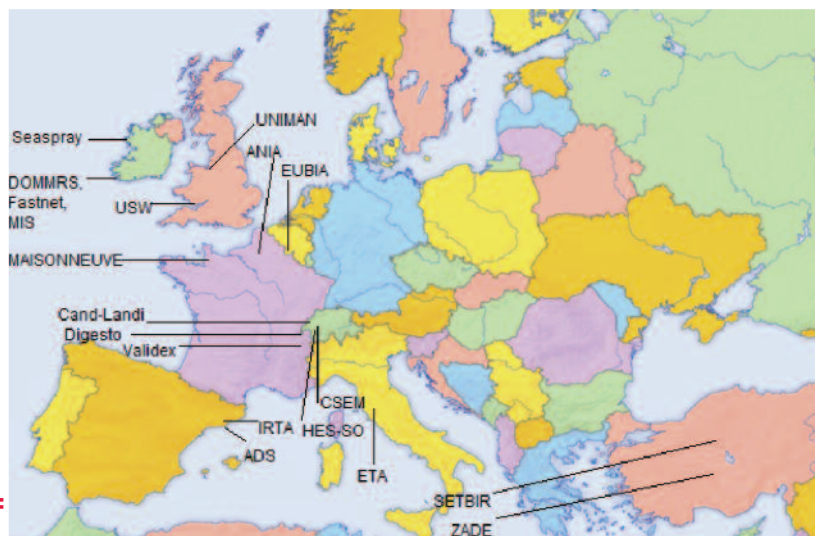 UNIMAN
Seaspray
ANIA
EUBIA
DOMMRS,
Fastnet,
MIS
USW
MAISONNEUVE
Cand-Landi
Digesto
Validex
CSEM
IRTA
HES-SO
ADS
ETA
SETBIR
ZADE